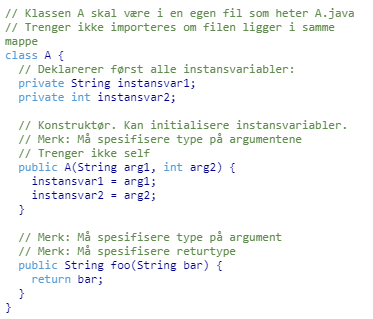 // Klassen A skal være i en egen fil som heter A.java
// Trenger ikke importeres om filen ligger i samme
mappe
class A {
  // Deklarerer først alle instansvariabler:
  private String instansvar1;
  private int instansvar2;

  // Konstruktør. Kan initialisere instansvariabler.
  // Merk: Må spesifisere type på argumentene
  // Trenger ikke self
  public A(String arg1, int arg2) {
    instansvar1 = arg1;
    instansvar2 = arg2;
  }

  // Merk: Må spesifisere type på argument
  // Merk: Må spesifisere returtype
  public String foo(String bar) {
    return bar;
  }
}